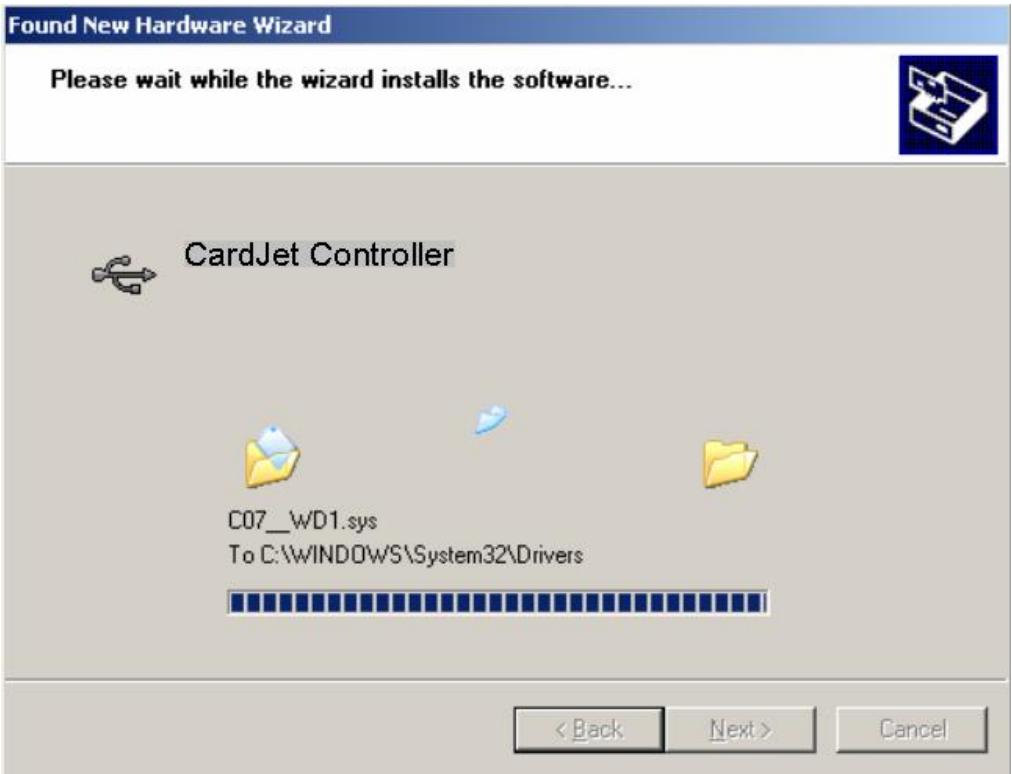 Found New Hardware Wizard
Please wait while the wizard installs the software...
CardJet Controller
C07__WD1.sys
To C:\WINDOWS\System32\Drivers
< Back
Next >
Cancel